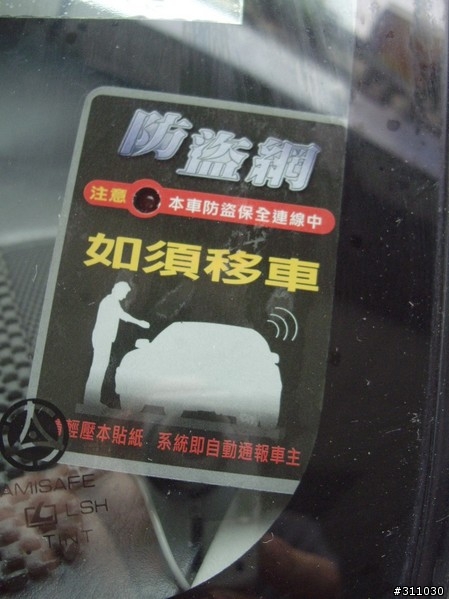 防盜網
注意 本車防盜保全連線中
如須移車
輕壓本貼紙 系統即自動通報車主
AMISAFE
LSH
TINT
#311030